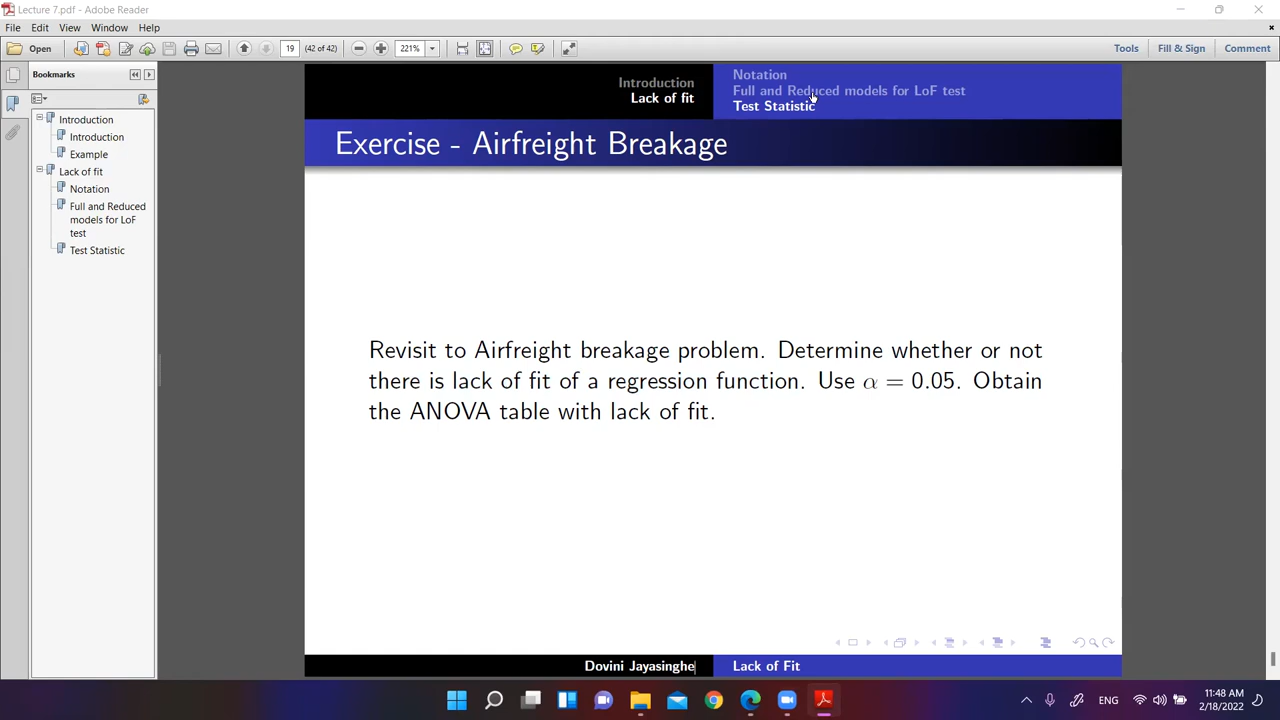 Lecture 7.pdf - Adobe Reader
File Edit View Window Help
Open 19 (42 of 42) 221% Tools Fill & Sign Comment
Bookmarks
Introduction
Introduction
Example
Lack of fit
Notation
Full and Reduced
models for LoF
test
Test Statistic
Introduction
Lack of fit
Notation
Full and Reduced models for LoF test
Test Statistic
Exercise - Airfreight Breakage
Revisit to Airfreight breakage problem. Determine whether or not
there is lack of fit of a regression function. Use α = 0.05. Obtain
the ANOVA table with lack of fit.
Dovini Jayasinghe Lack of Fit
ENG
11:48 AM
2/18/2022